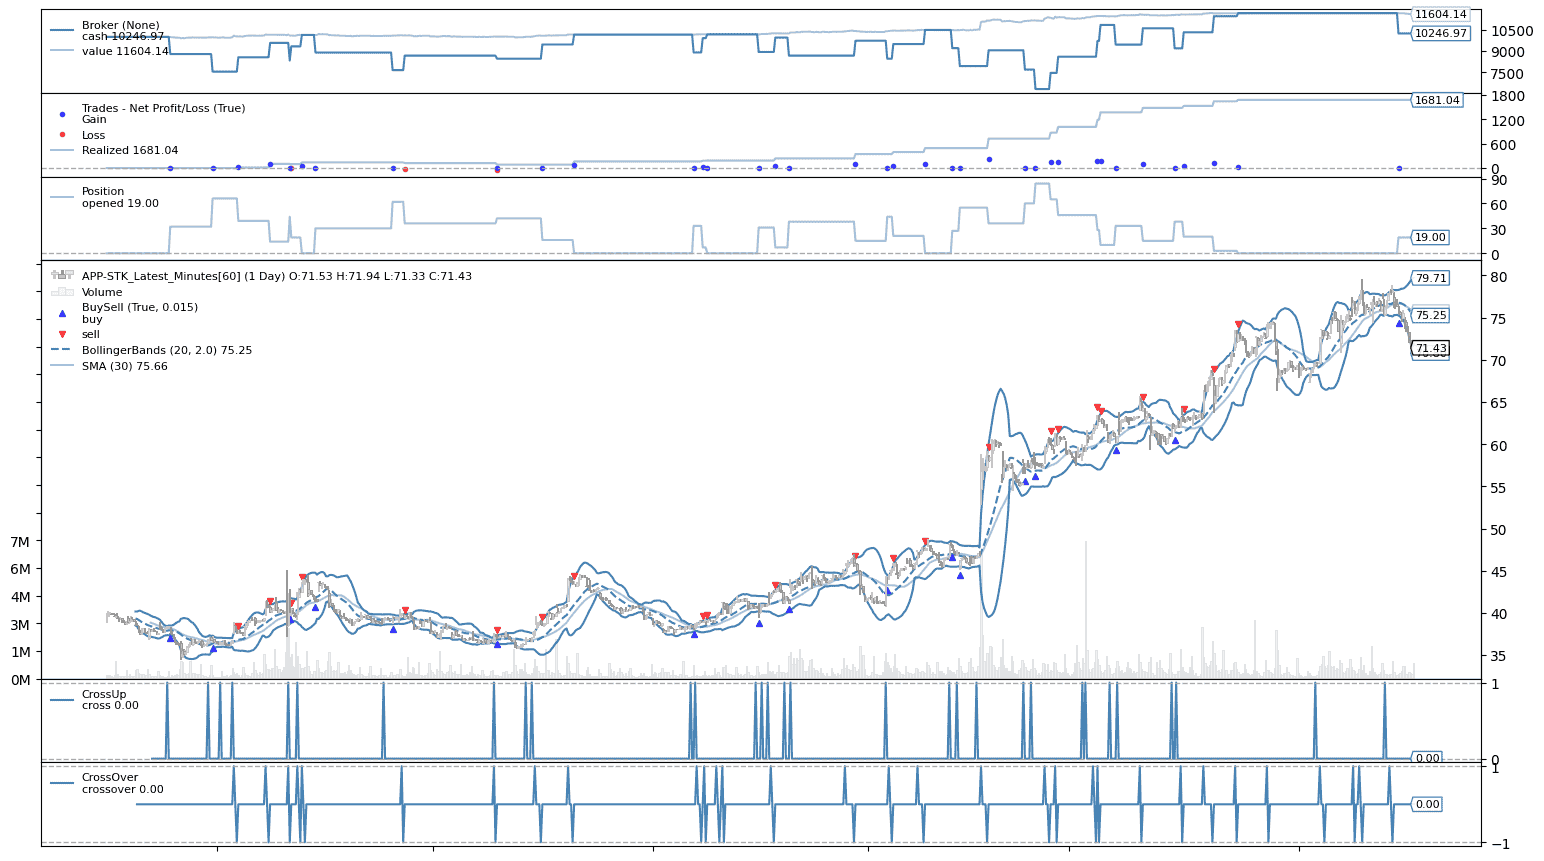 Broker (None)
cash 10246.97
value 11604.14
11604.14
10500
10246.97
9000
7500
Trades - Net Profit/Loss (True)
Gain
Loss
Realized 1681.04
1800
1681.04
1200
600
0
Position
opened 19.00
90
60
30
19.00
0
APP-STK_Latest_Minutes[60] (1 Day) O:71.53 H:71.94 L:71.33 C:71.43
Volume
BuySell (True, 0.015)
buy
sell
BollingerBands (20, 2.0) 75.25
SMA (30) 75.66
80
79.71
75.25
75
71.43
70
65
60
55
50
45
40
35
7M
6M
4M
3M
1M
0M
CrossUp
cross 0.00
1
0.00
0
CrossOver
crossover 0.00
1
0.00
−1